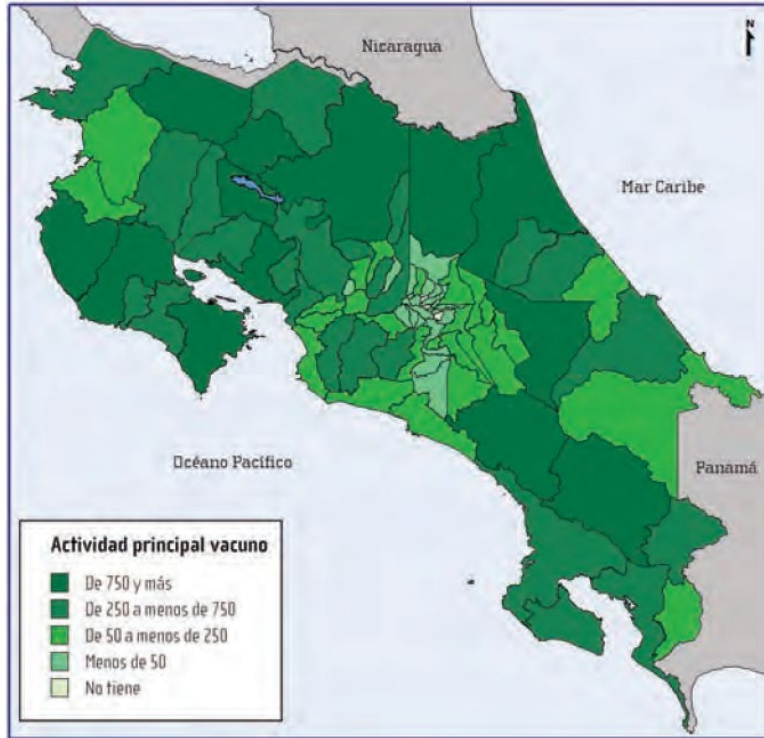 Nicaragua
N
Mar Caribe
Océano Pacífico
Panamá
Actividad principal vacuno
De 750 y más
De 250 a menos de 750
De 50 a menos de 250
Menos de 50
No tiene